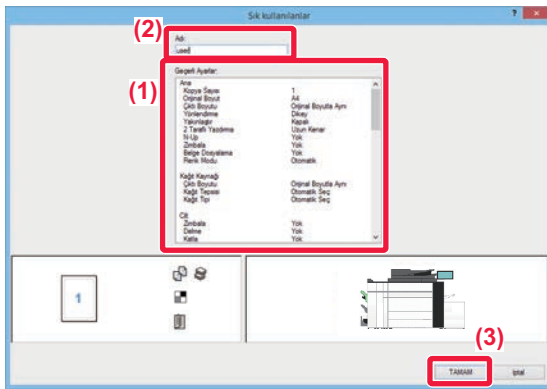 Sık kullanılanlar
?
x
(2)
Adı:
used
(1)
Geçerli Ayarlar:
Ana
Kopya Sayısı 1
Orijinal Boyut A4
Çıktı Boyutu Orijinal Boyutla Aynı
Yönlendirme Dikey
Yakınlaştır Kapalı
2 Taraflı Yazdırma Uzun Kenar
N-Up Yok
Zımbala Yok
Belge Dosyalama Yok
Renk Modu Otomatik
Kağıt Kaynağı
Çıktı Boyutu Orijinal Boyutla Aynı
Kağıt Tepsisi Otomatik Seç
Kağıt Tipi Otomatik Seç
Cilt
Zımbala Yok
Delme Yok
Katla Yok
1
(3)
TAMAM
İptal